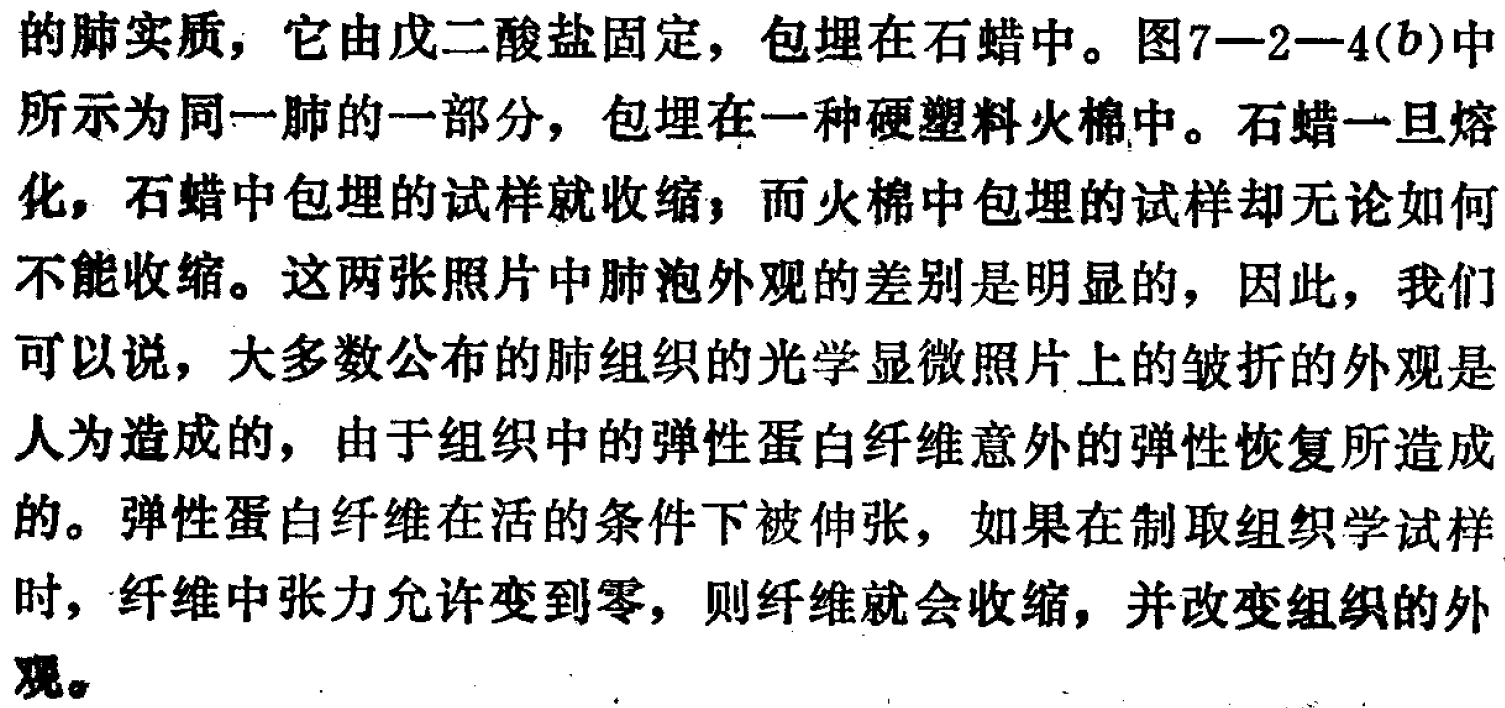 的肺实质，它由戊二酸盐固定，包埋在石蜡中。图7—2—4(b)中
所示为同一肺的一部分，包埋在一种硬塑料火棉中。石蜡一旦熔
化，石蜡中包埋的试样就收缩；而火棉中包埋的试样却无论如何
不能收缩。这两张照片中肺泡外观的差别是明显的，因此，我们
可以说，大多数公布的肺组织的光学显微照片上的皱折的外观是
人为造成的，由于组织中的弹性蛋白纤维意外的弹性恢复所造成
的。弹性蛋白纤维在活的条件下被伸张，如果在制取组织学试样
时，纤维中张力允许变到零，则纤维就会收缩，并改变组织的外
观。